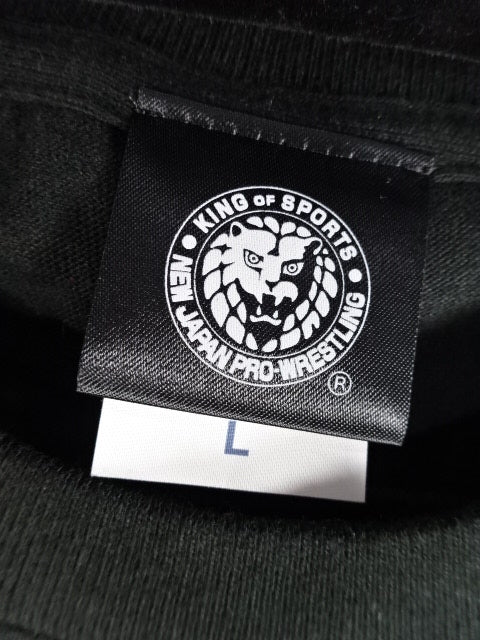 KING OF SPORTS
NEW JAPAN PRO-WRESTLING
®
L